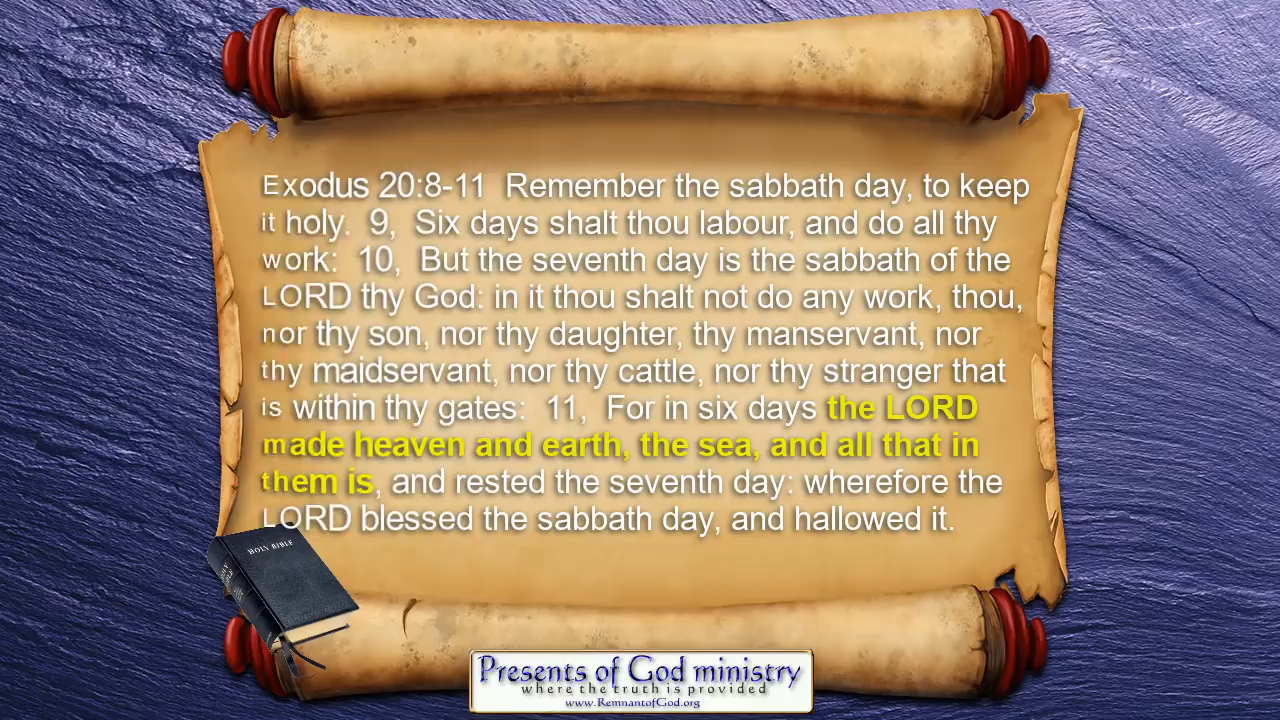 Exodus 20:8-11  Remember the sabbath day, to keep
it holy.  9,  Six days shalt thou labour, and do all thy
work:  10,  But the seventh day is the sabbath of the
LORD thy God: in it thou shalt not do any work, thou,
nor thy son, nor thy daughter, thy manservant, nor
thy maidservant, nor thy cattle, nor thy stranger that
is within thy gates:  11,  For in six days the LORD
made heaven and earth, the sea, and all that in
them is, and rested the seventh day: wherefore the
LORD blessed the sabbath day, and hallowed it.
HOLY BIBLE
Presents of God ministry
where the truth is provided
www.RemnantofGod.org